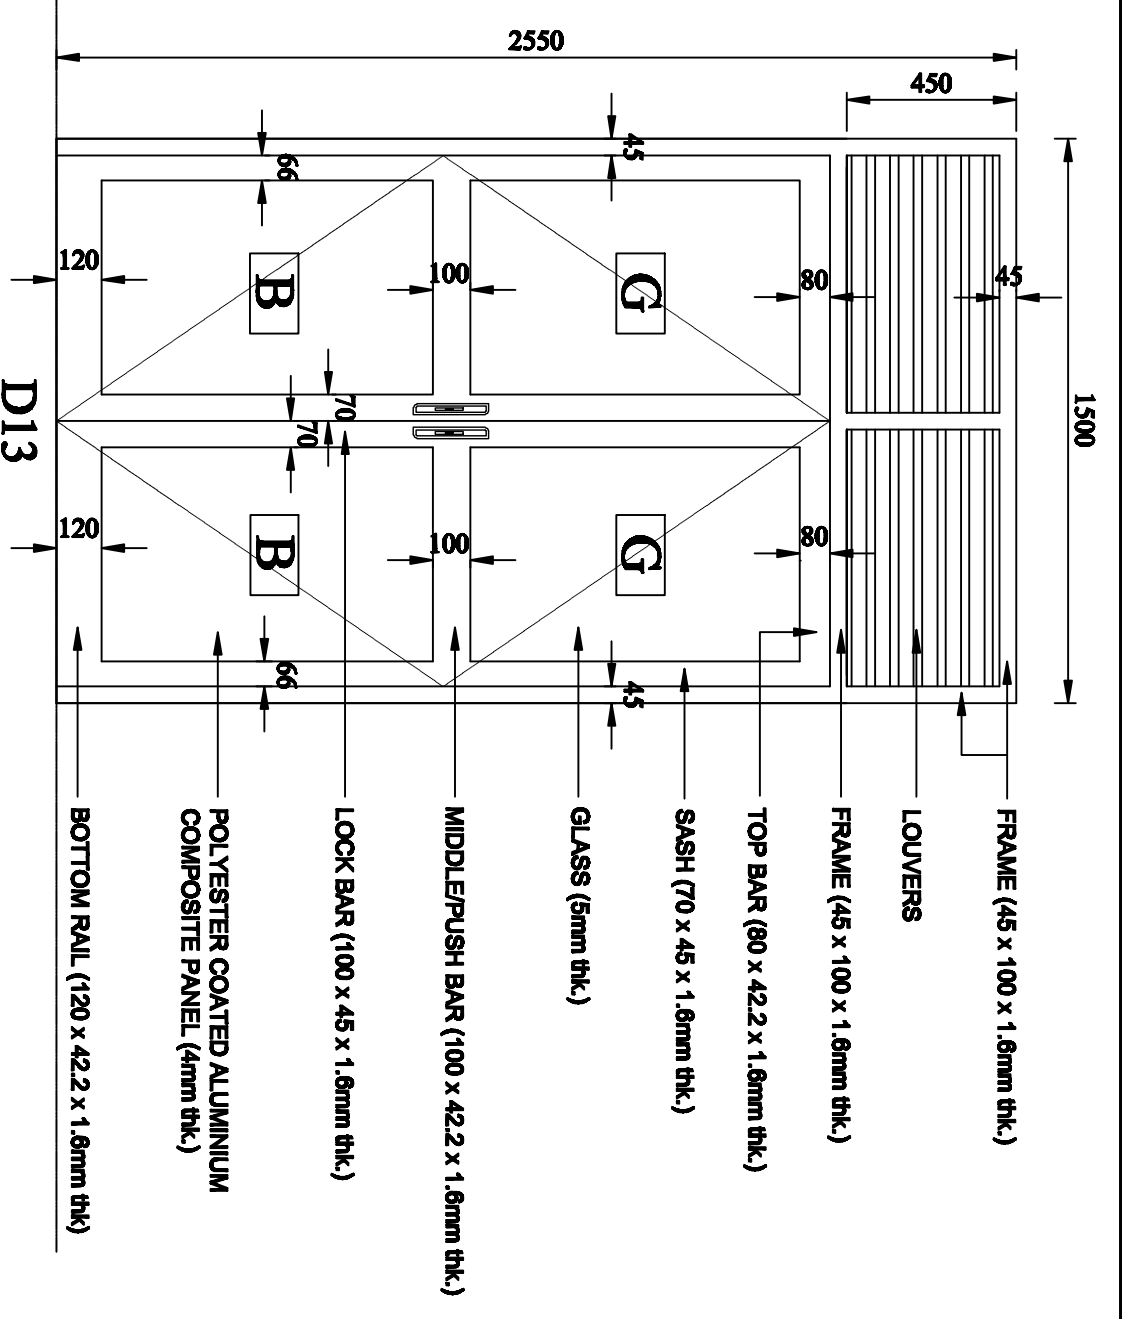 2550
450
1500
45
45
66
80
80
G
G
100
100
B
B
70
70
120
120
66
45
FRAME (45 x 100 x 1.6mm thk.)
LOUVERS
FRAME (45 x 100 x 1.6mm thk.)
TOP BAR (80 x 42.2 x 1.6mm thk.)
SASH (70 x 45 x 1.6mm thk.)
GLASS (5mm thk.)
MIDDLE/PUSH BAR (100 x 42.2 x 1.6mm thk.)
LOCK BAR (100 x 45 x 1.6mm thk.)
POLYESTER COATED ALUMINIUM
COMPOSITE PANEL (4mm thk.)
BOTTOM RAIL (120 x 42.2 x 1.6mm thk)
D13